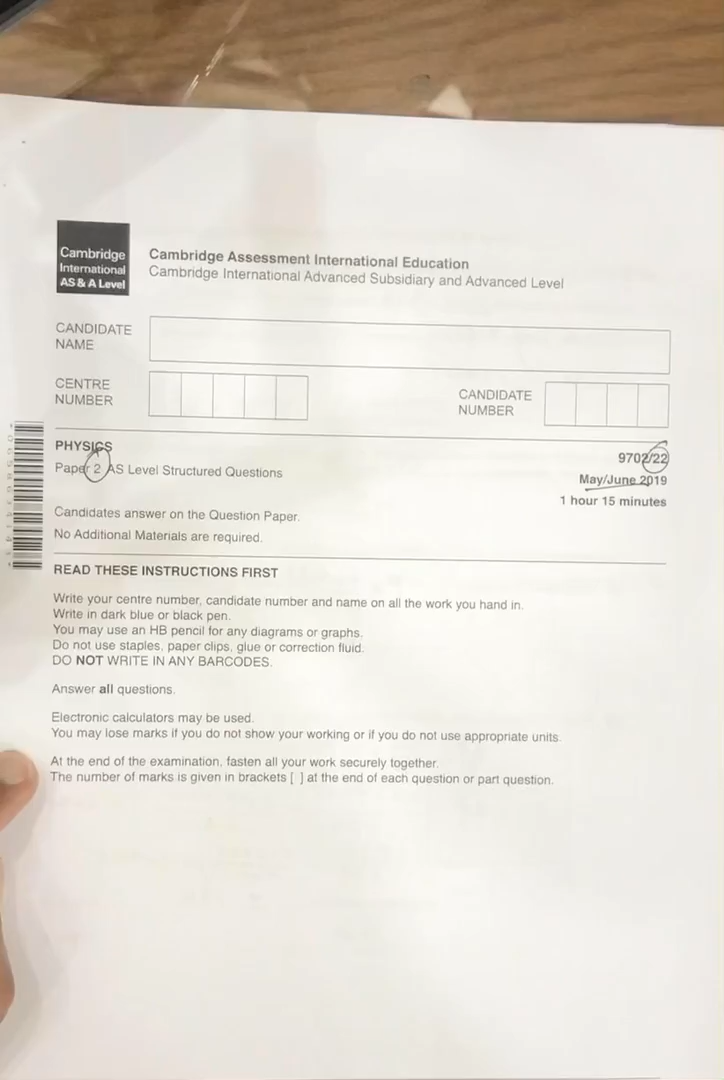 Cambridge
International
AS & A Level
Cambridge Assessment International Education
Cambridge International Advanced Subsidiary and Advanced Level
CANDIDATE
NAME
CENTRE
NUMBER
CANDIDATE
NUMBER
PHYSICS
9702/22
Paper 2 AS Level Structured Questions
May/June 2019
1 hour 15 minutes
Candidates answer on the Question Paper.
No Additional Materials are required.
READ THESE INSTRUCTIONS FIRST
Write your centre number, candidate number and name on all the work you hand in.
Write in dark blue or black pen.
You may use an HB pencil for any diagrams or graphs.
Do not use staples, paper clips, glue or correction fluid.
DO NOT WRITE IN ANY BARCODES.
Answer all questions.
Electronic calculators may be used.
You may lose marks if you do not show your working or if you do not use appropriate units.
At the end of the examination, fasten all your work securely together.
The number of marks is given in brackets [ ] at the end of each question or part question.